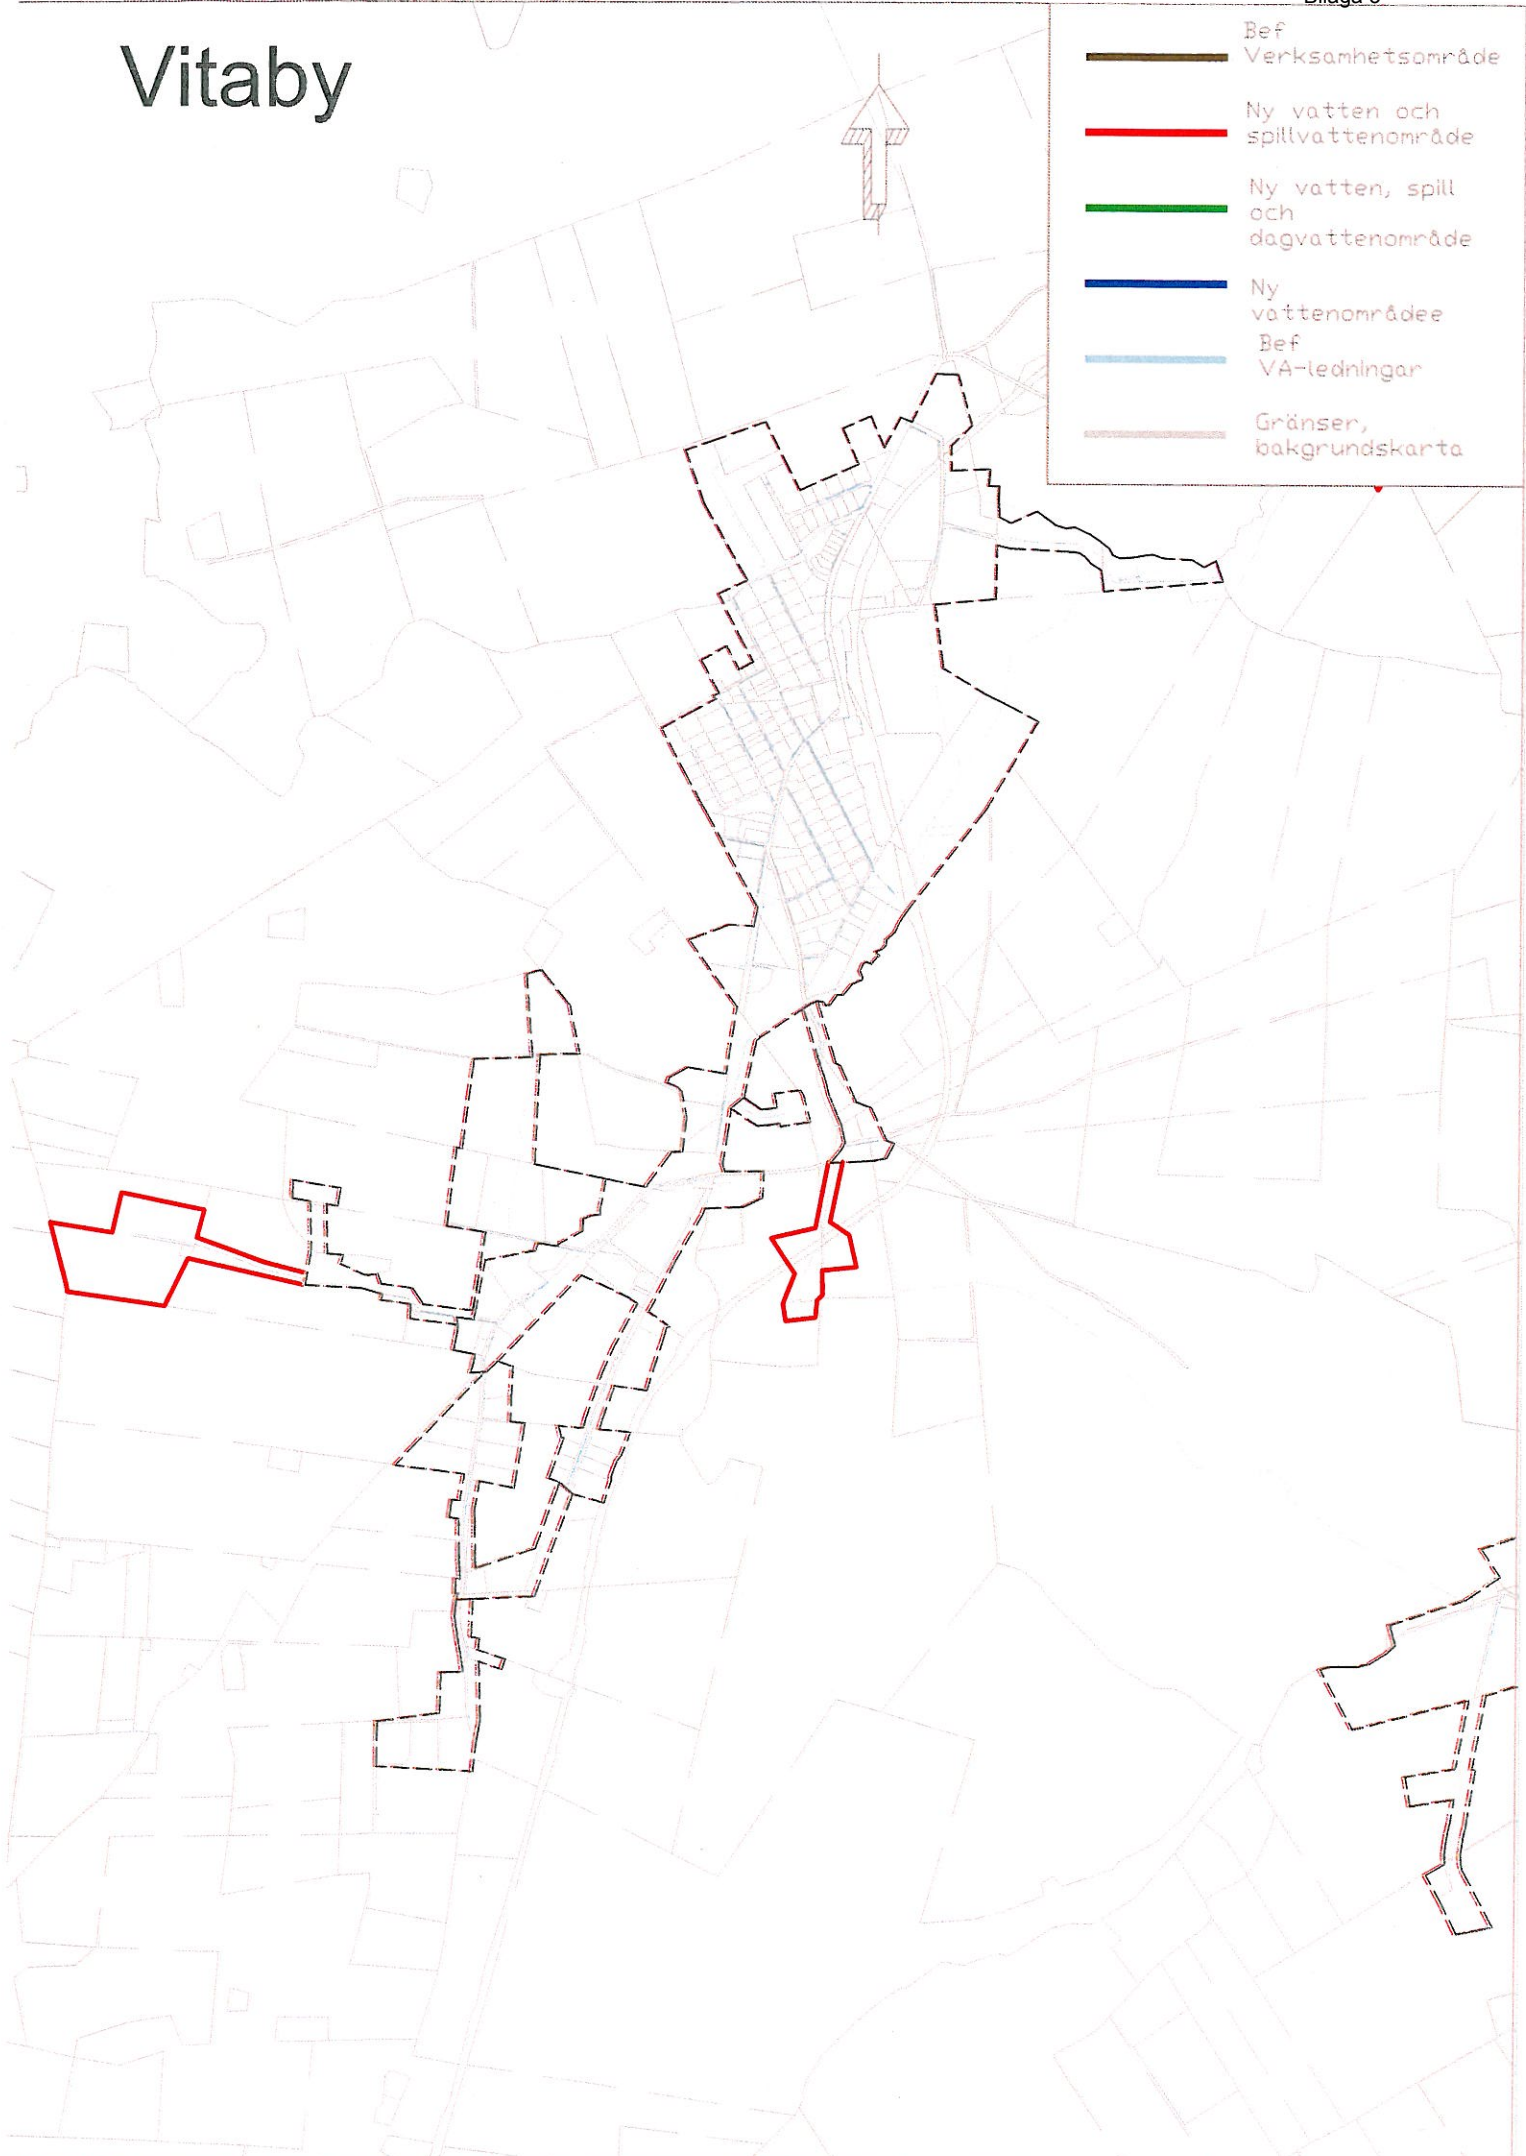 Vitaby
Bef
Verksamhetsområde
Ny vatten och
spillvattenområde
Ny vatten, spill
och
dagvattenområde
Ny
vattenområdee
Bef
VA-ledningar
Gränser,
bakgrundskarta